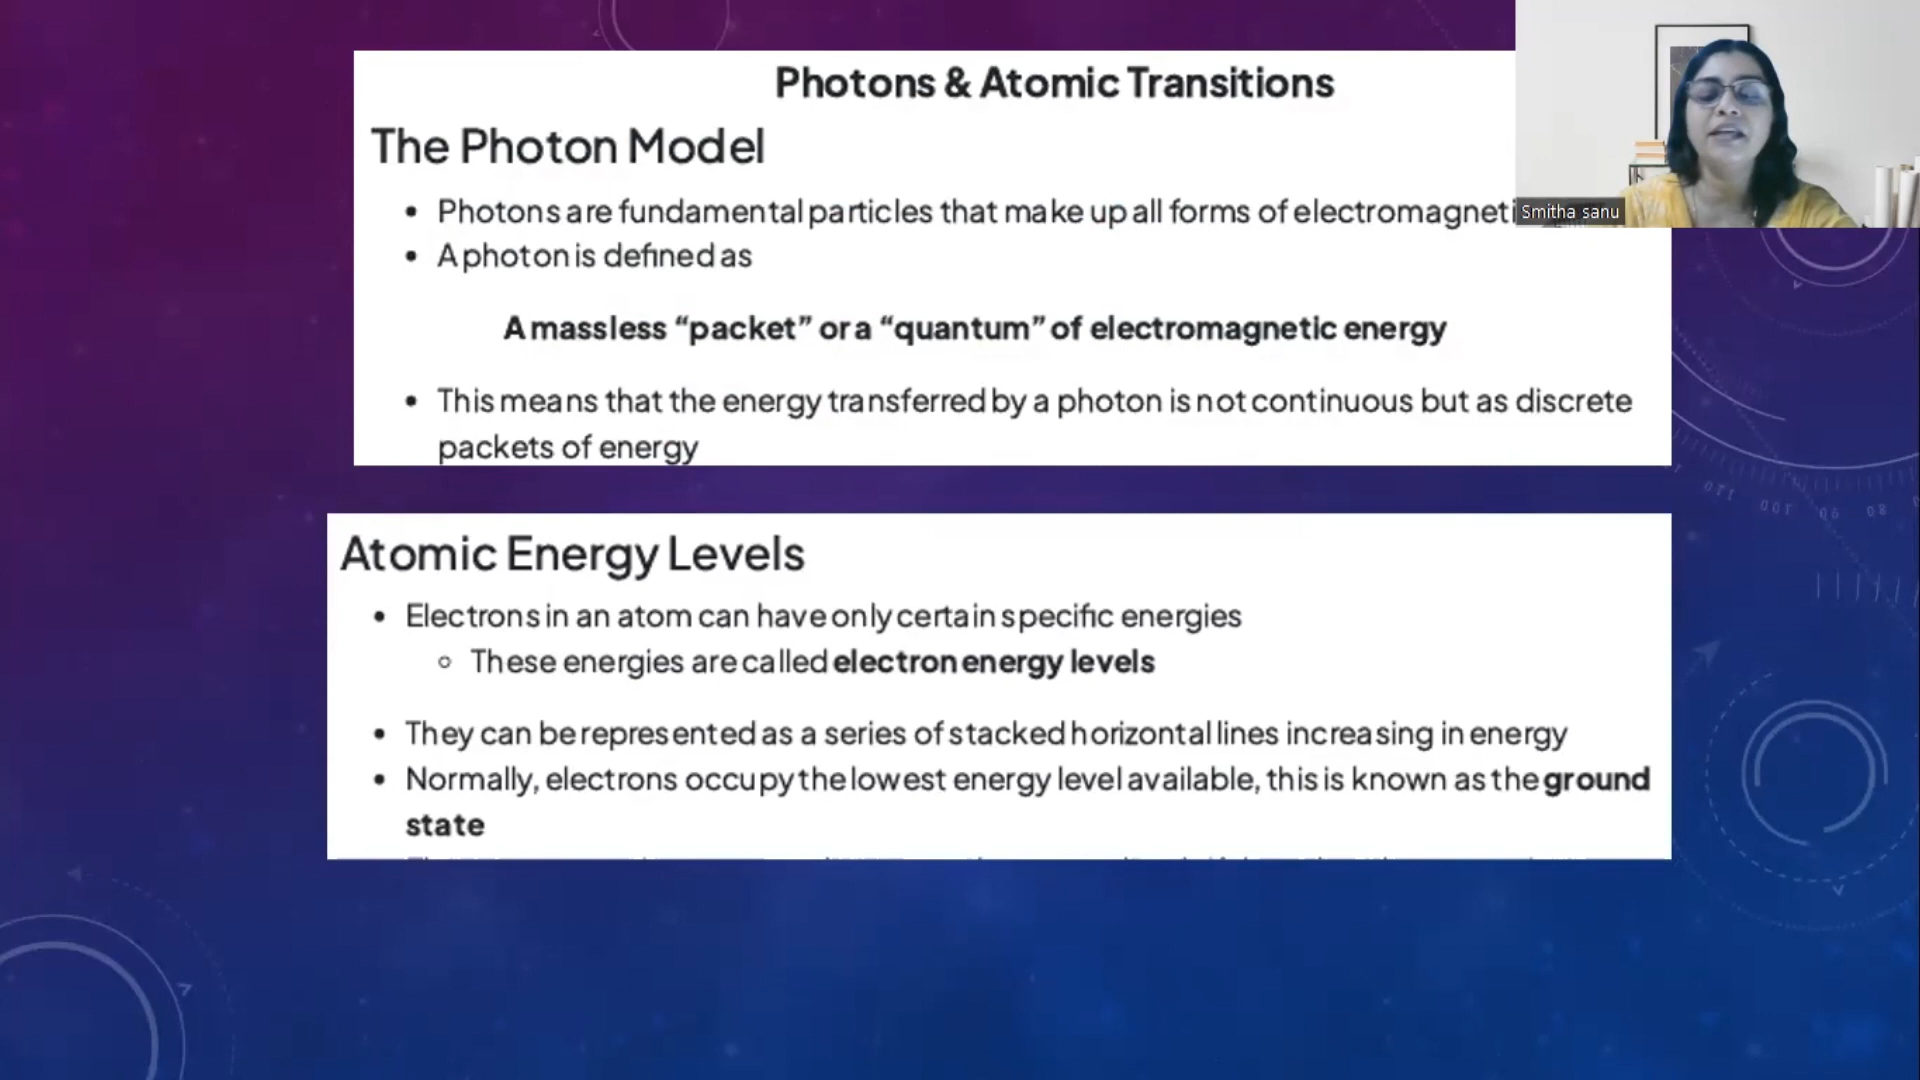 Photons & Atomic Transitions
The Photon Model
• Photons are fundamental particles that make up all forms of
Smitha sanu
• A photon is defined as
A massless “packet” or a “quantum” of electromagnetic energy
• This means that the energy transferred by a photon is not continuous but as discrete
packets of energy
120 100 90 80
Atomic Energy Levels
• Electrons in an atom can have only certain specific energies
○ These energies are called electron energy levels
• They can be represented as a series of stacked horizontal lines increasing in energy
• Normally, electrons occupy the lowest energy level available, this is known as the ground
state